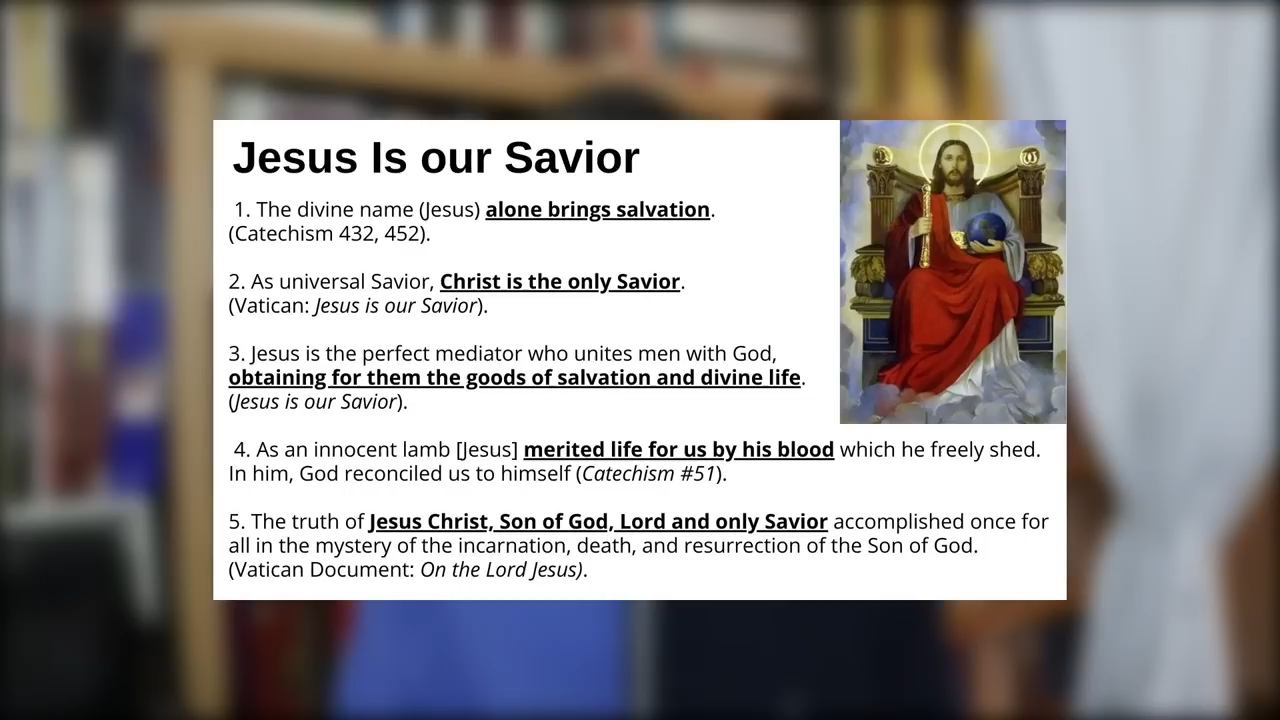 Jesus Is our Savior
1. The divine name (Jesus) alone brings salvation.
(Catechism 432, 452).
2. As universal Savior, Christ is the only Savior.
(Vatican: Jesus is our Savior).
3. Jesus is the perfect mediator who unites men with God,
obtaining for them the goods of salvation and divine life.
(Jesus is our Savior).
4. As an innocent lamb [Jesus] merited life for us by his blood which he freely shed.
In him, God reconciled us to himself (Catechism #51).
5. The truth of Jesus Christ, Son of God, Lord and only Savior accomplished once for
all in the mystery of the incarnation, death, and resurrection of the Son of God.
(Vatican Document: On the Lord Jesus).